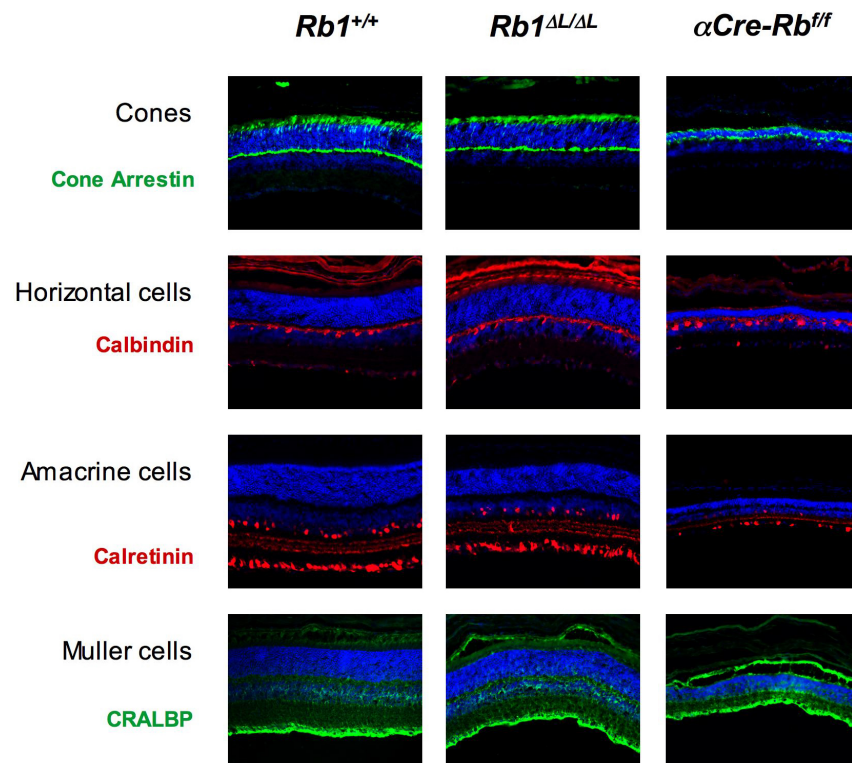 Rb1+/+ Rb1ΔL/ΔL αCre-Rbf/f
Cones
Cone Arrestin
Horizontal cells
Calbindin
Amacrine cells
Calretinin
Muller cells
CRALBP